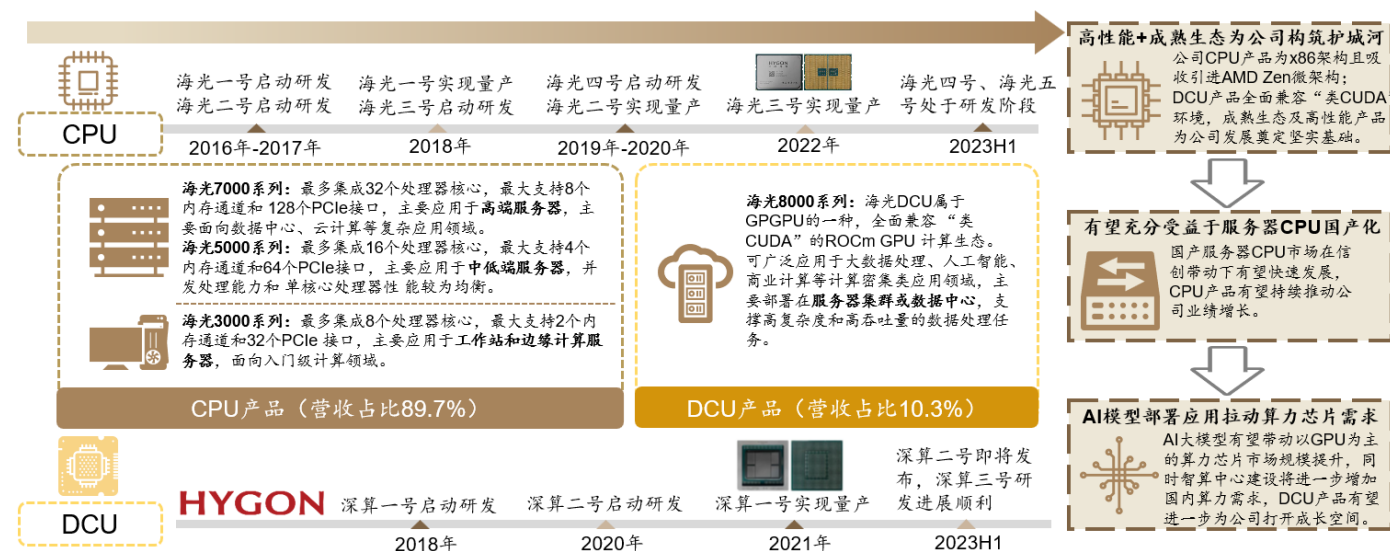 海光一号启动研发
海光二号启动研发
海光一号实现量产
海光三号启动研发
海光四号启动研发
海光二号实现量产
HYGON
海光三号实现量产
海光四号、海光五
号处于研发阶段
CPU
2016年-2017年
2018年
2019年-2020年
2022年
2023H1
海光7000系列：最多集成32个处理器核心，最大支持8个
内存通道和 128个PCIe接口，主要应用于高端服务器，主
要面向数据中心、云计算等复杂应用领域。
海光5000系列：最多集成16个处理器核心，最大支持4个
内存通道和64个PCIe接口，主要应用于中低端服务器，并
发处理能力和 单核心处理器性 能较为均衡。
海光3000系列：最多集成8个处理器核心，最大支持2个内
存通道和32个PCIe 接口，主要应用于工作站和边缘计算服
务器，面向入门级计算领域。
CPU产品（营收占比89.7%）
海光8000系列：海光DCU属于
GPGPU的一种，全面兼容 “类
CUDA”的ROCm GPU 计算生态。
可广泛应用于大数据处理、人工智能、
商业计算等计算密集类应用领域，主
要部署在服务器集群或数据中心，支
撑高复杂度和高吞吐量的数据处理任
务。
DCU产品（营收占比10.3%）
DCU
HYGON
深算一号启动研发
深算二号启动研发
深算一号实现量产
深算二号即将发
布，深算三号研
发进展顺利
2018年
2020年
2021年
2023H1
高性能+成熟生态为公司构筑护城河
公司CPU产品为x86架构且吸
收引进AMD Zen微架构；
DCU产品全面兼容“类CUDA”
环境，成熟生态及高性能产品
为公司发展奠定坚实基础。
有望充分受益于服务器CPU国产化
国产服务器CPU市场在信
创带动下有望快速发展，
CPU产品有望持续推动公
司业绩增长。
AI模型部署应用拉动算力芯片需求
AI大模型有望带动以GPU为主
的算力芯片市场规模提升，同
时智算中心建设将进一步增加
国内算力需求，DCU产品有望
进一步为公司打开成长空间。